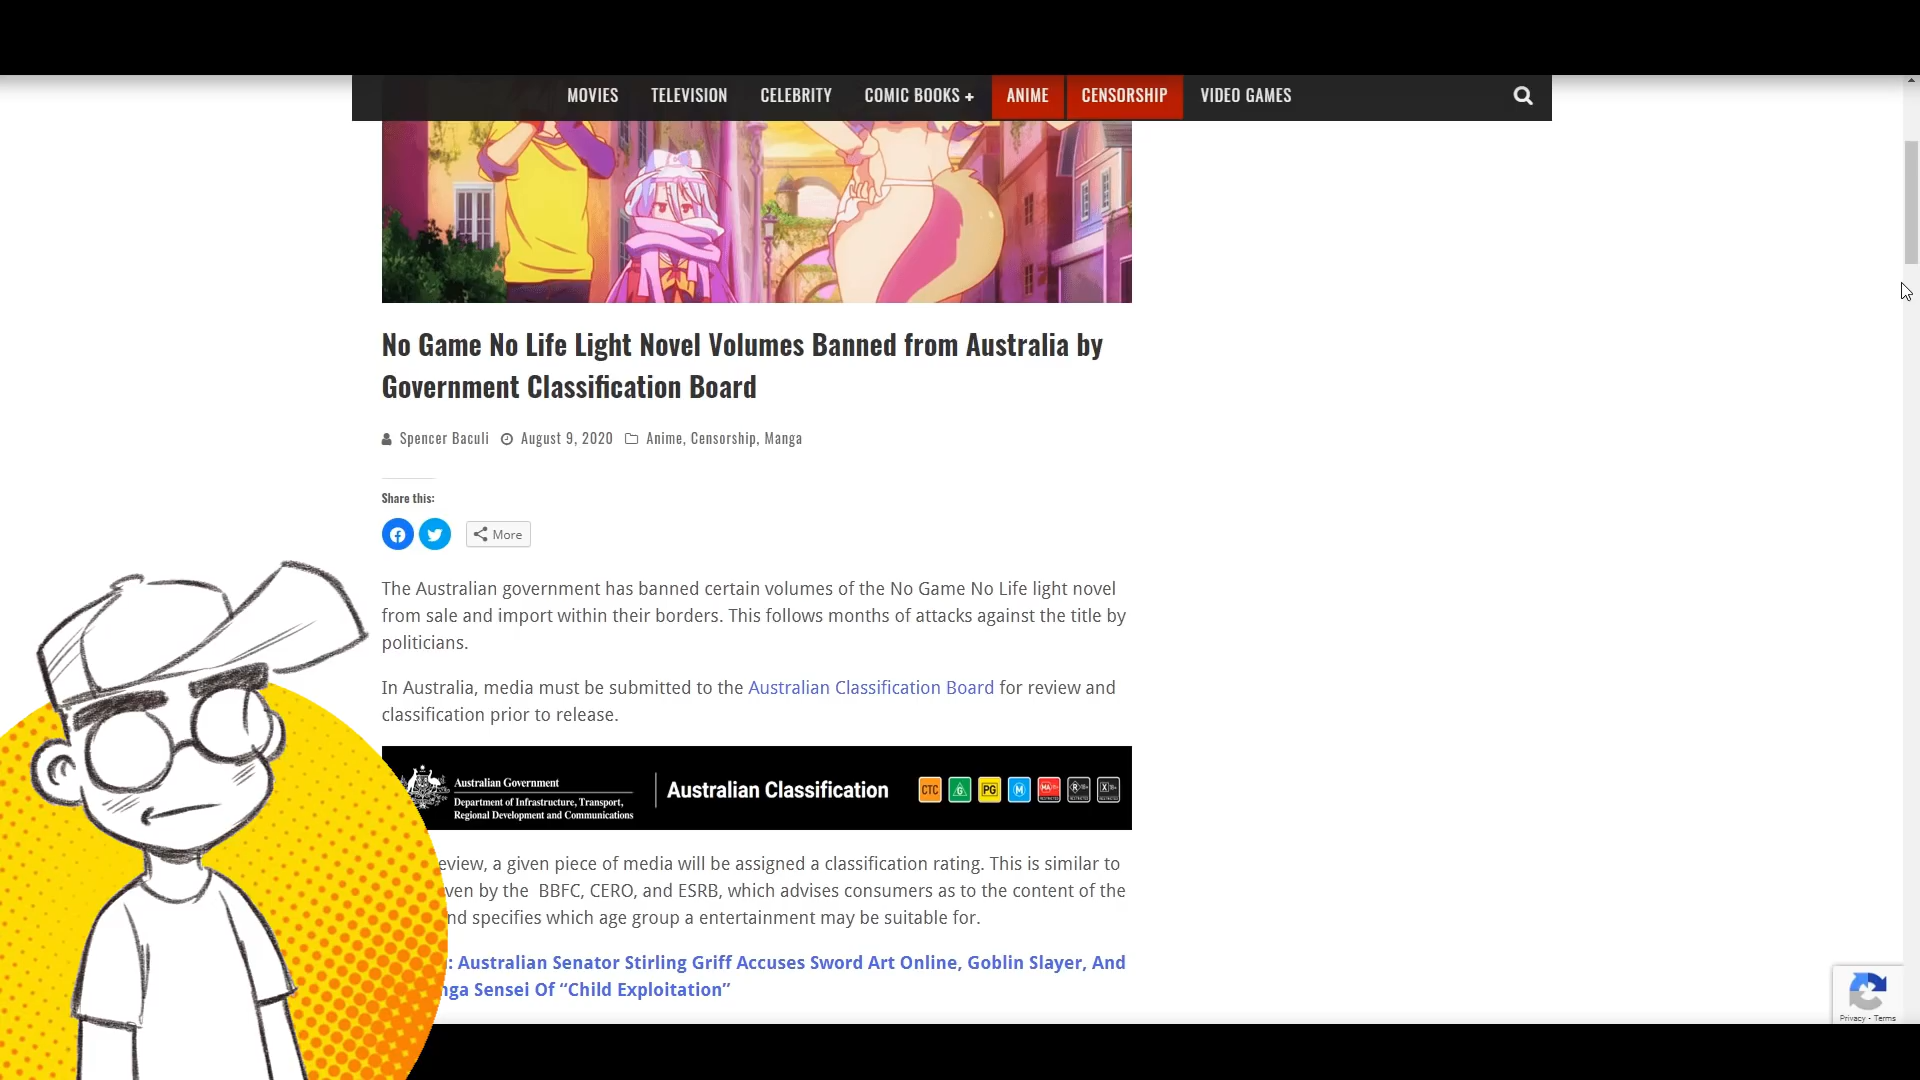 MOVIES TELEVISION CELEBRITY COMIC BOOKS + ANIME CENSORSHIP VIDEO GAMES
No Game No Life Light Novel Volumes Banned from Australia by
Government Classification Board
Spencer Baculi August 9, 2020 Anime, Censorship, Manga
Share this:
More
The Australian government has banned certain volumes of the No Game No Life light novel
from sale and import within their borders. This follows months of attacks against the title by
politicians.
In Australia, media must be submitted to the Australian Classification Board for review and
classification prior to release.
Australian Government
Department of Infrastructure, Transport,
Regional Development and Communications
Australian Classification
CTC G PG M MA15+ R18+ X18+
eview, a given piece of media will be assigned a classification rating. This is similar to
ven by the BBFC, CERO, and ESRB, which advises consumers as to the content of the
nd specifies which age group a entertainment may be suitable for.
: Australian Senator Stirling Griff Accuses Sword Art Online, Goblin Slayer, And
nga Sensei Of “Child Exploitation”
Privacy - Terms